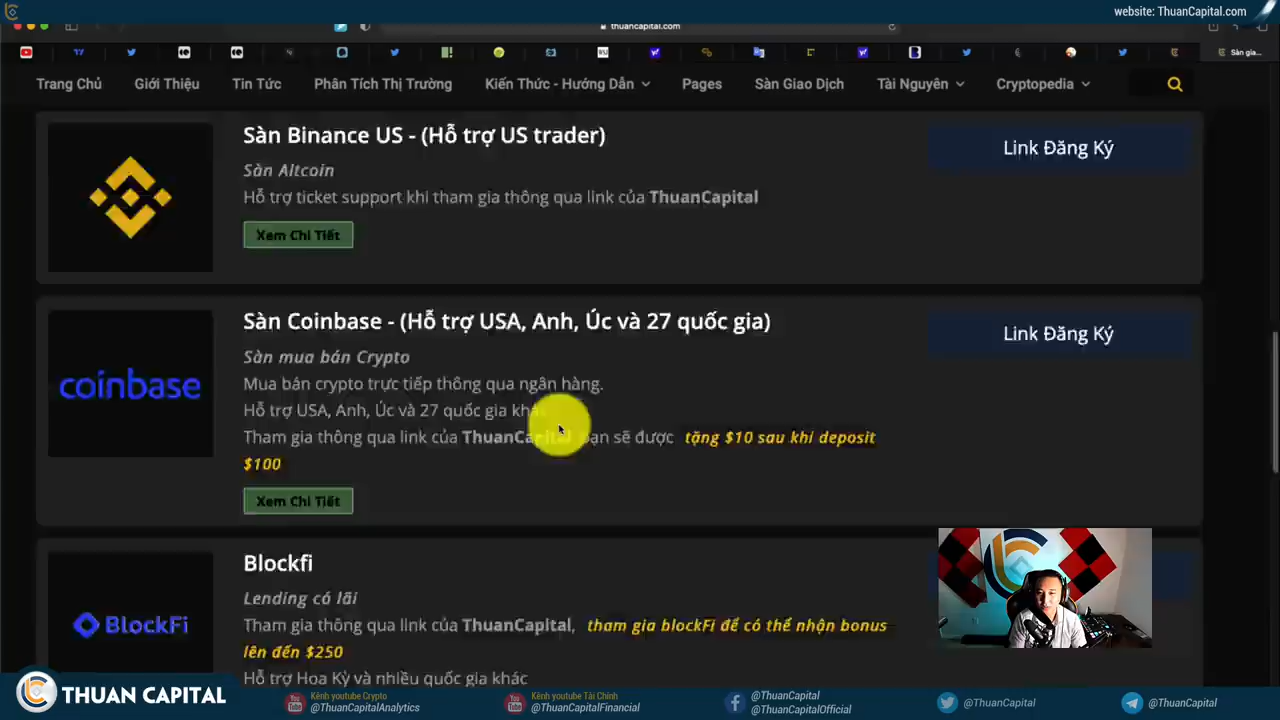 website: ThuanCapital.com
thuancapital.com
Sàn gia...
Trang Chủ
Giới Thiệu
Tin Tức
Phân Tích Thị Trường
Kiến Thức - Hướng Dẫn
Pages
Sàn Giao Dịch
Tài Nguyên
Cryptopedia
Sàn Binance US - (Hỗ trợ US trader)
Link Đăng Ký
Sàn Altcoin
Hỗ trợ ticket support khi tham gia thông qua link của ThuanCapital
Xem Chi Tiết
Sàn Coinbase - (Hỗ trợ USA, Anh, Úc và 27 quốc gia)
Link Đăng Ký
coinbase
Sàn mua bán Crypto
Mua bán crypto trực tiếp thông qua ngân hàng.
Hỗ trợ USA, Anh, Úc và 27 quốc gia khác
Tham gia thông qua link của ThuanCapital bạn sẽ được tặng $10 sau khi deposit
$100
Xem Chi Tiết
Blockfi
BlockFi
Lending có lãi
Tham gia thông qua link của ThuanCapital, tham gia blockFi để có thể nhận bonus
lên đến $250
Hỗ trợ Hoa Kỳ và nhiều quốc gia khác
THUAN CAPITAL
Kênh youtube Crypto
@ThuanCapitalAnalytics
Kênh youtube Tài Chính
@ThuanCapitalFinancial
@ThuanCapital
@ThuanCapitalOfficial
@ThuanCapital
@ThuanCapital